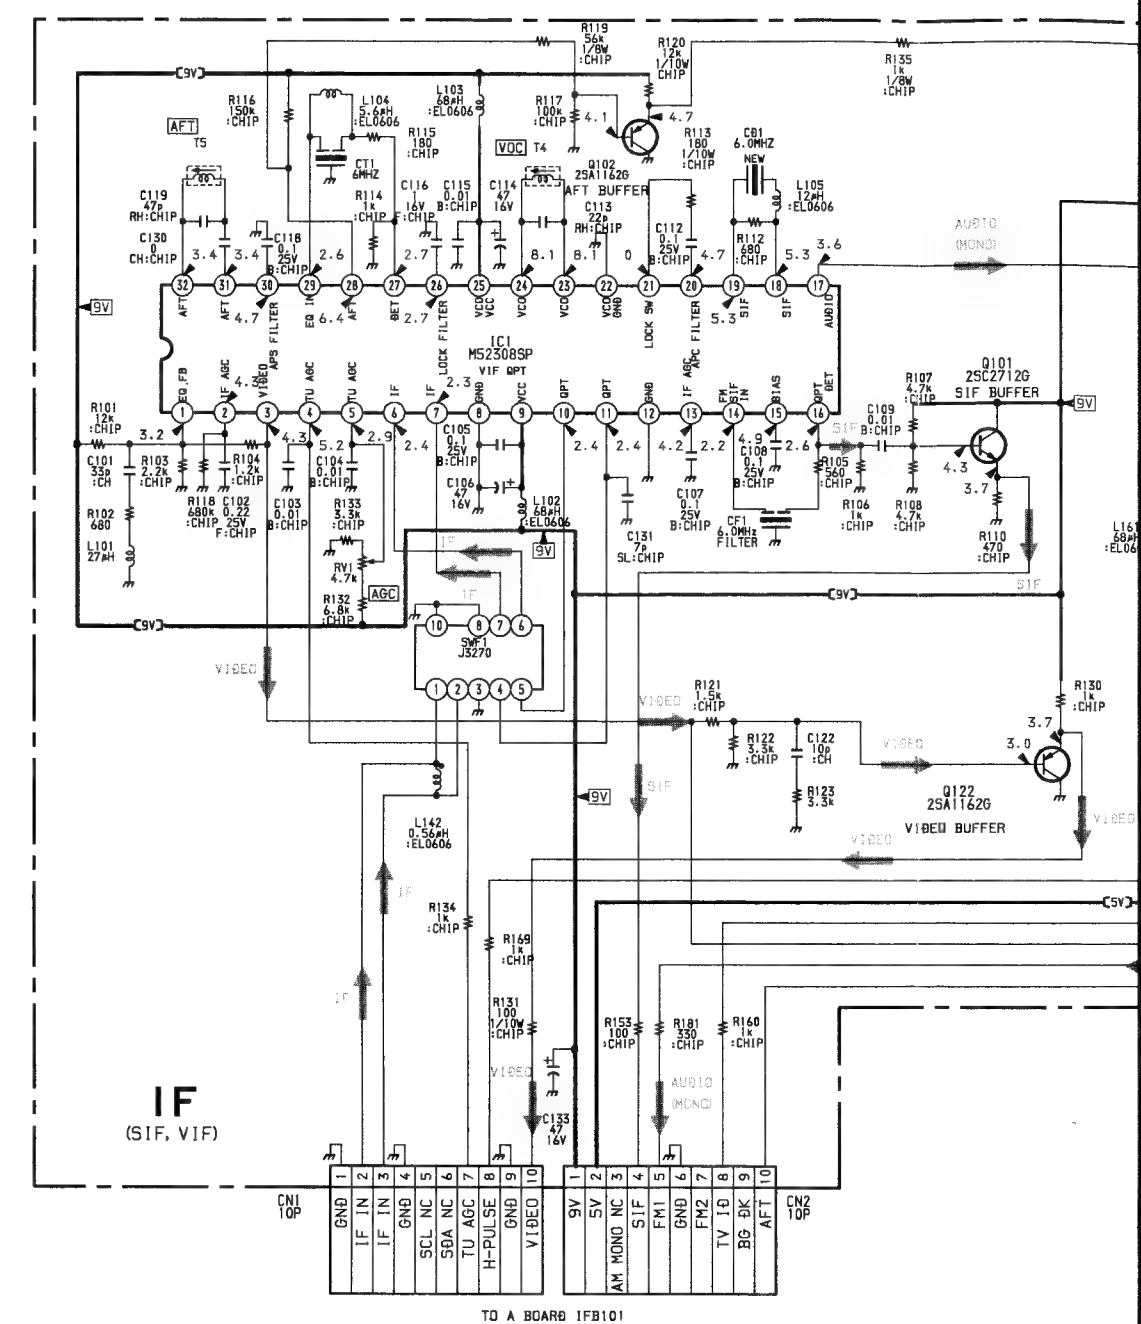 R119
56k
1/8W
:CHIP
R120
12k
1/10W
CHIP
R135
1k
1/8W
:CHIP
[9V]
R116
150k
:CHIP
L104
5.6µH
:EL0606
L103
68µH
:EL0606
R117
100k
:CHIP
4.1
4.7
R113
180
1/10W
:CHIP
CD1
6.0MHZ
NEW
AFT
T5
R115
180
:CHIP
VOC T4
Q102
2SA1162G
AFT BUFFER
CT1
6MHZ
R114
1k
:CHIP
C116
1
16V
F:CHIP
C115
0.01
B:CHIP
C114
47
16V
C113
22p
RH:CHIP
L105
12µH
:EL0606
C119
47p
RH:CHIP
C130
0
CH:CHIP
C118
0.1
25V
B:CHIP
C112
0.1
25V
B:CHIP
R112
680
:CHIP
AUDIO
(MONO)
3.4
3.4
2.6
2.7
8.1
8.1
0
4.7
5.3
3.6
32 31 30 29 28 27 26 25 24 23 22 21 20 19 18 17
AFT
AFT
APS FILTER
EQ IN
AFN
DET
LOCK FILTER
VCO
VCC
VCO
VCO
VCO
GND
LOCK SW
APC FILTER
SIF
SIF
AUDIO
4.7
6.4
2.7
5.3
9V
IC1
M52308SP
VIF QPT
EQ FB
IF AGC
VIDEO
TU AGC
TU AGC
IF
IF
GND
VCC
QPT
QPT
GND
IF AGC
FM
SIF
IN
BIAS
QPT
DET
4.3
2.3
1 2 3 4 5 6 7 8 9 10 11 12 13 14 15 16
Q101
2SC2712G
SIF BUFFER
R107
4.7k
:CHIP
9V
R101
12k
:CHIP
3.2
4.3
5.2
2.9
2.4
2.4
2.4
4.2
2.2
4.9
2.6
SIF
C109
0.01
B:CHIP
4.3
3.7
C101
33p
:CH
R103
2.2k
:CHIP
R104
1.2k
:CHIP
C104
0.01
B:CHIP
C105
0.1
25V
B:CHIP
C108
0.1
25V
B:CHIP
R105
560
:CHIP
R102
680
R118
680k
:CHIP
C102
0.22
25V
F:CHIP
C103
0.01
B:CHIP
R133
3.3k
:CHIP
C106
47
16V
L102
68µH
:EL0606
C107
0.1
25V
B:CHIP
CF1
6.0MHz
FILTER
R106
1k
:CHIP
R108
4.7k
:CHIP
L101
27µH
C131
7p
SL:CHIP
R110
470
:CHIP
SIF
L161
68µH
:EL06
RV1
4.7k
AGC
R132
6.8k
:CHIP
IF
IF
9V
[9V]
[9V]
10 8 7 6
SWF1
J3270
1 2 3 4 5
VIDEO
VIDEO
R121
1.5k
:CHIP
R130
1k
:CHIP
R122
3.3k
:CHIP
C122
10p
:CH
VIDEO
3.7
3.0
R123
3.3k
SIF
9V
Q122
2SA1162G
VIDEO BUFFER
VIDEO
VIDEO
L142
0.56µH
:EL0606
IF
[5V]
R134
1k
:CHIP
R169
1k
:CHIP
IF
R131
100
1/10W
:CHIP
R153
100
:CHIP
R181
330
:CHIP
R160
1k
:CHIP
VIDEO
AUDIO
(MONO)
C133
47
16V
IF
(SIF, VIF)
CN1
10P
1 GND
2 IF IN
3 IF IN
4 GND
5 SCL NC
6 SDA NC
7 TU AGC
8 H-PULSE
9 GND
10 VIDEO
1 9V
2 5V
3 AM MONO NC
4 SIF
5 FM1
6 GND
7 FM2
8 TV ID
9 BG DK
10 AFT
CN2
10P
TO A BOARD IFB101